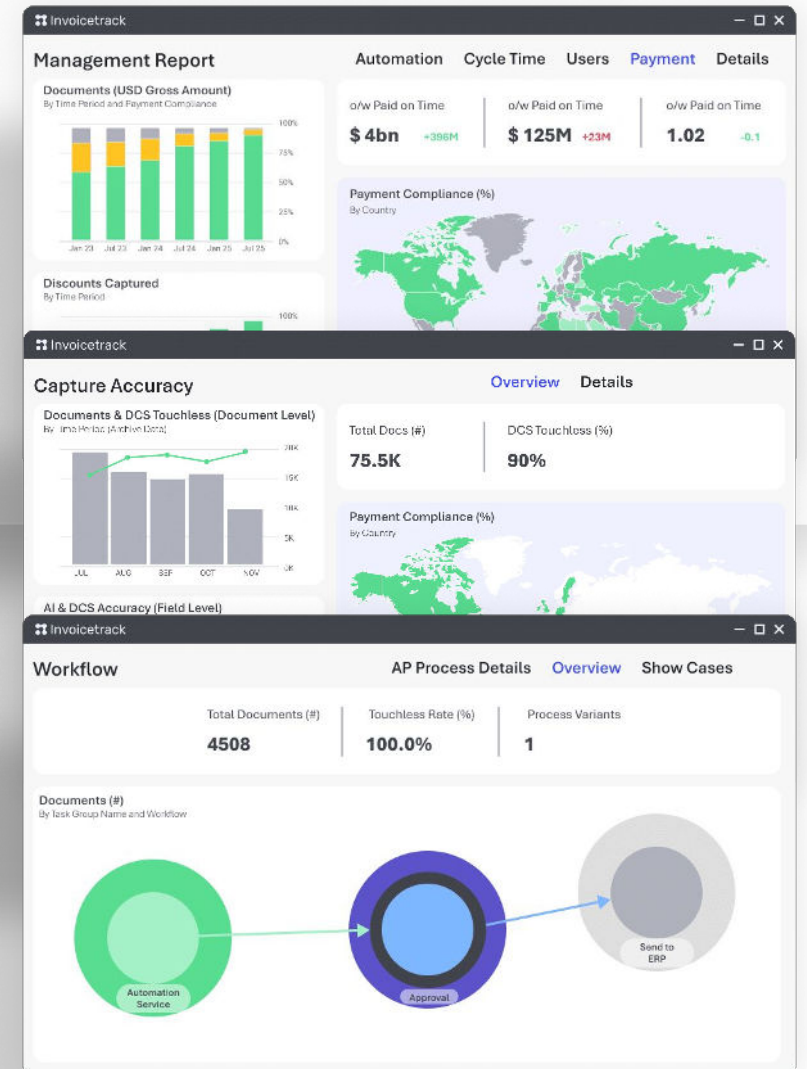 Invoicetrack
Management Report
Automation Cycle Time Users Payment Details
Documents (USD Gross Amount)
By Time Period and Payment Compliance
100%
75%
50%
25%
0%
Jan 23 Jul 23 Jan 24 Jul 24 Jan 25 Jul 25
o/w Paid on Time
$ 4bn +396M
o/w Paid on Time
$ 125M +23M
o/w Paid on Time
1.02 -0.1
Payment Compliance (%)
By Country
Discounts Captured
By Time Period
100%
Invoicetrack
Capture Accuracy
Overview Details
Documents & DCS Touchless (Document Level)
By Time Period (Archive Data)
20K
15K
10K
5K
0K
JUL AUG SEP OCT NOV
Total Docs (#)
75.5K
DCS Touchless (%)
90%
Payment Compliance (%)
By Country
AI & DCS Accuracy (Field Level)
Invoicetrack
Workflow
AP Process Details Overview Show Cases
Total Documents (#)
4508
Touchless Rate (%)
100.0%
Process Variants
1
Documents (#)
By Task Group Name and Workflow
Automation
Service
Approval
Send to
ERP